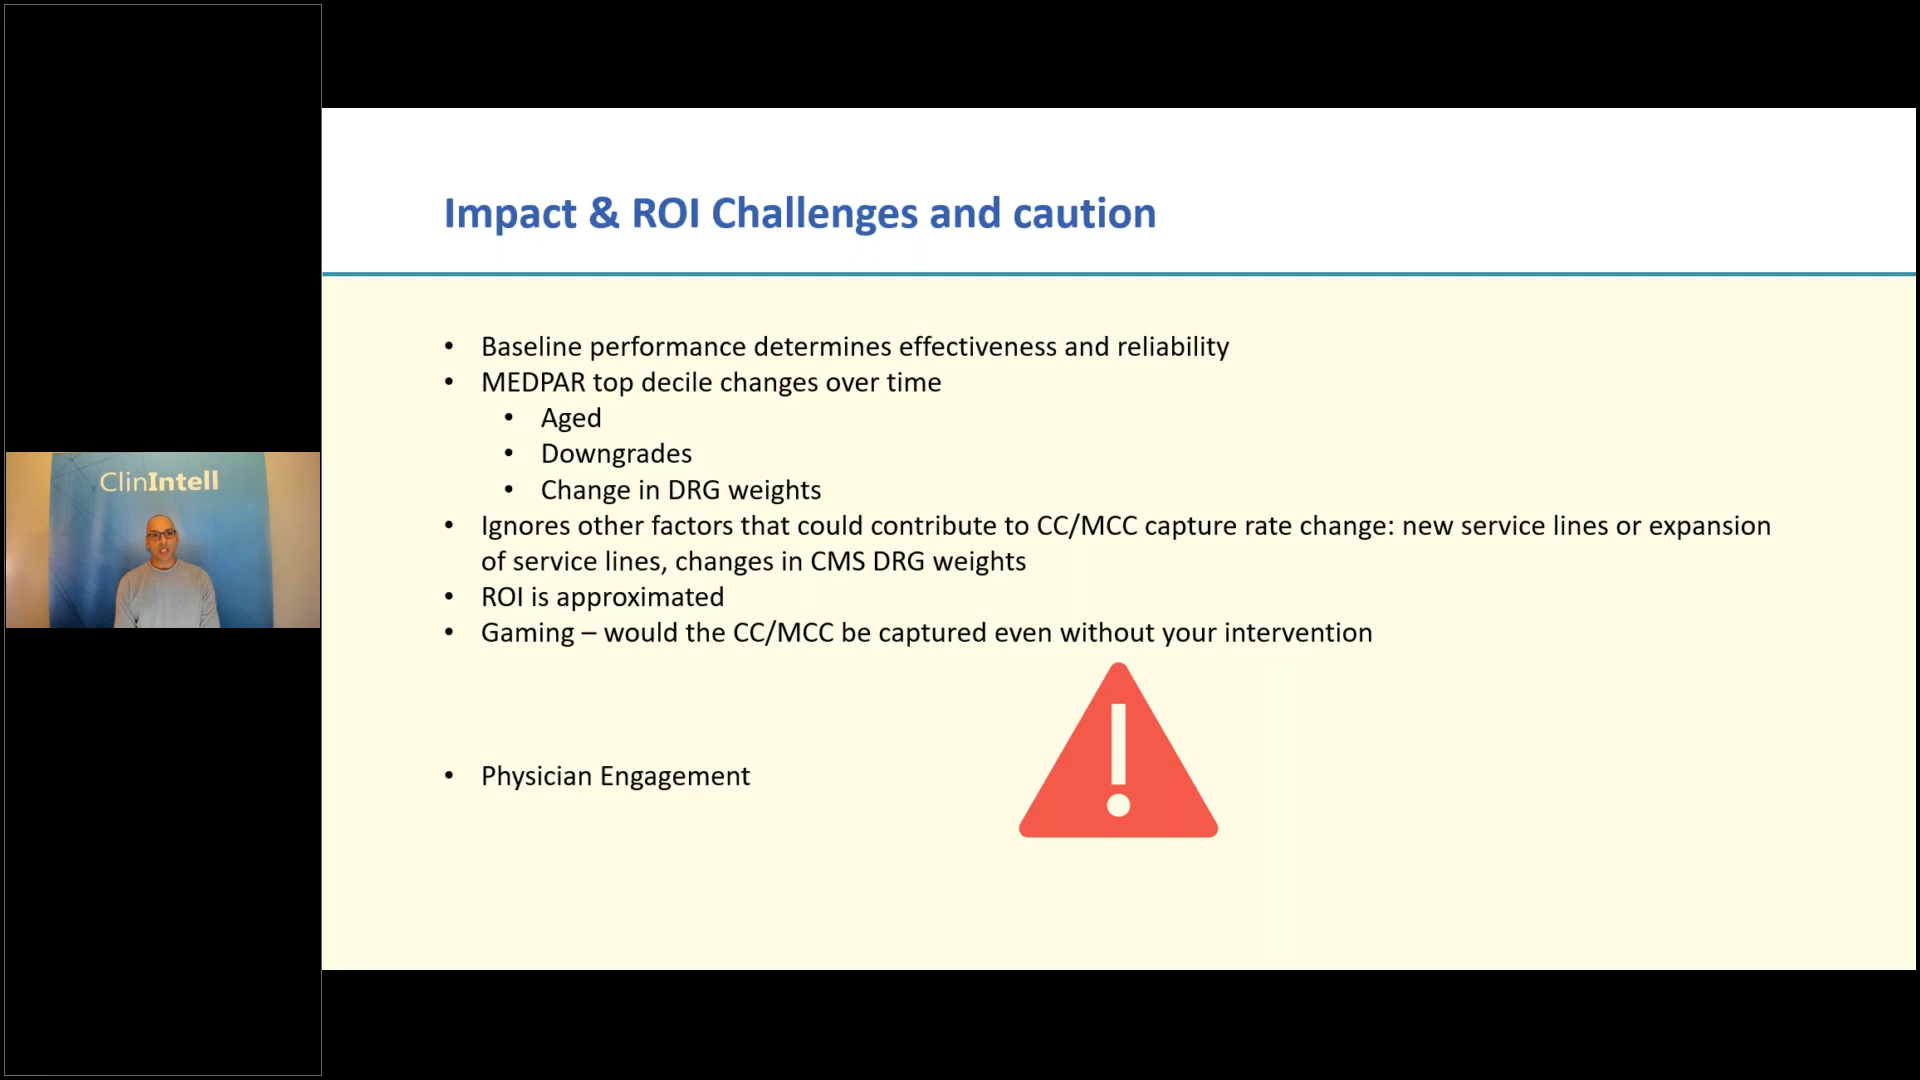 ClinIntell
Impact & ROI Challenges and caution
• Baseline performance determines effectiveness and reliability
• MEDPAR top decile changes over time
• Aged
• Downgrades
• Change in DRG weights
• Ignores other factors that could contribute to CC/MCC capture rate change: new service lines or expansion
of service lines, changes in CMS DRG weights
• ROI is approximated
• Gaming – would the CC/MCC be captured even without your intervention
• Physician Engagement